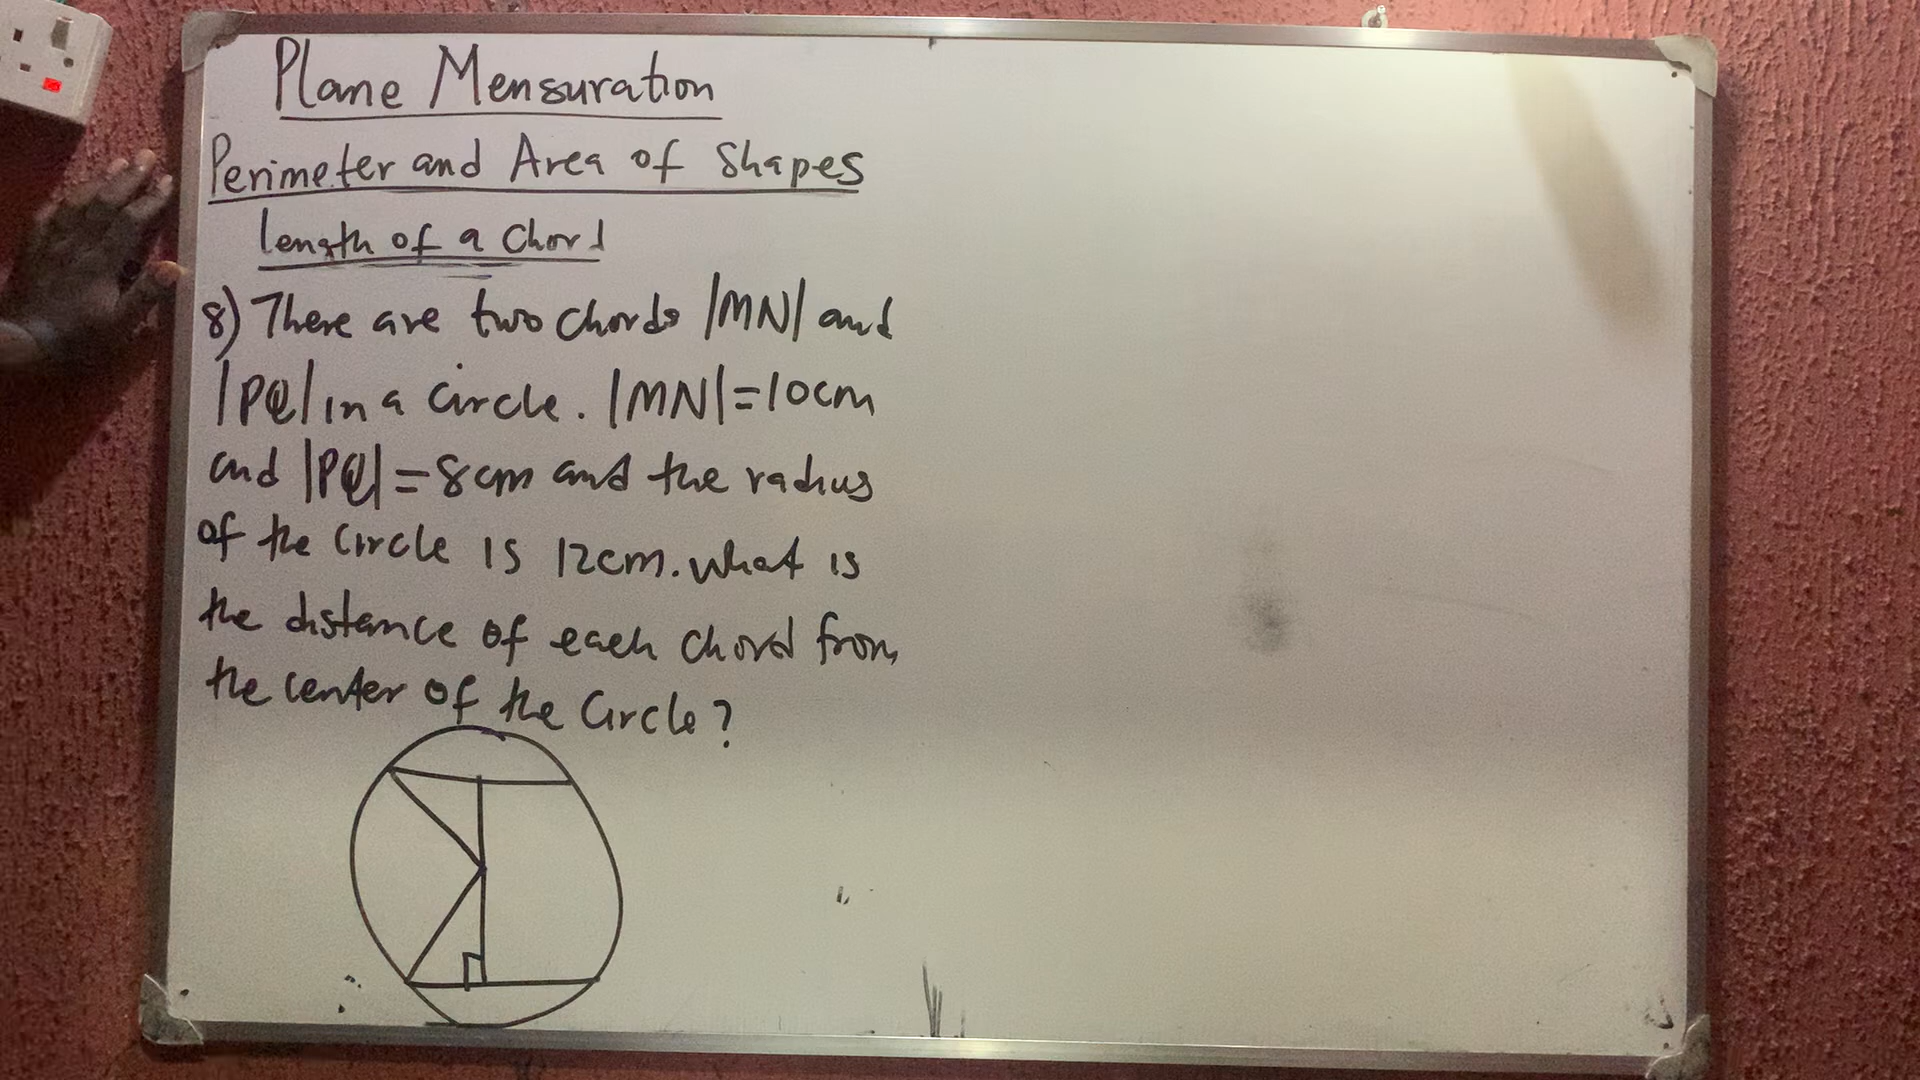 Plane Mensuration
Perimeter and Area of Shapes
Length of a Chord
8) There are two chords |MN| and
|PQ| in a circle. |MN|=10cm
and |PQ|=8cm and the radius
of the circle is 12cm. what is
the distance of each chord from
the center of the Circle?